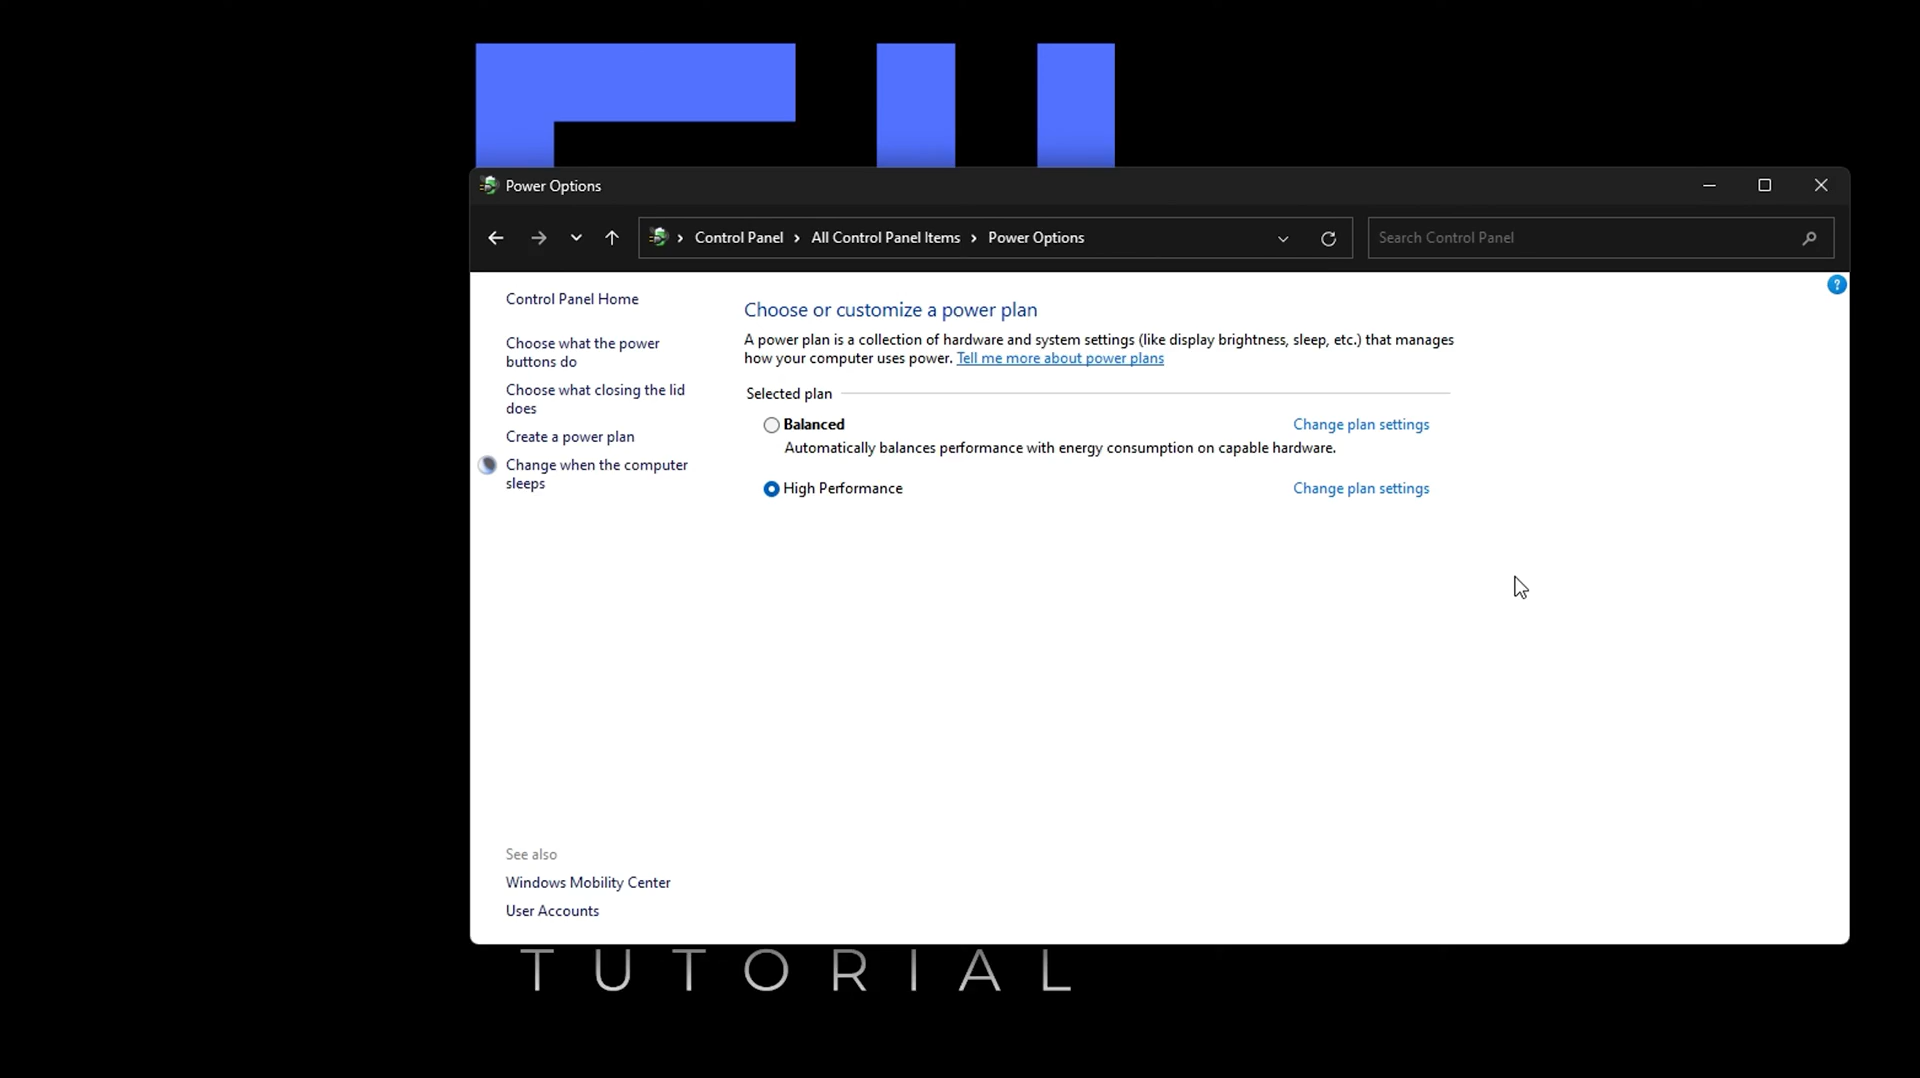 Power Options
Control Panel > All Control Panel Items > Power Options
Search Control Panel
?
Control Panel Home
Choose what the power
buttons do
Choose what closing the lid
does
Create a power plan
Change when the computer
sleeps
Choose or customize a power plan
A power plan is a collection of hardware and system settings (like display brightness, sleep, etc.) that manages
how your computer uses power. Tell me more about power plans
Selected plan
Balanced Change plan settings
Automatically balances performance with energy consumption on capable hardware.
High Performance Change plan settings
See also
Windows Mobility Center
User Accounts
TUTORIAL